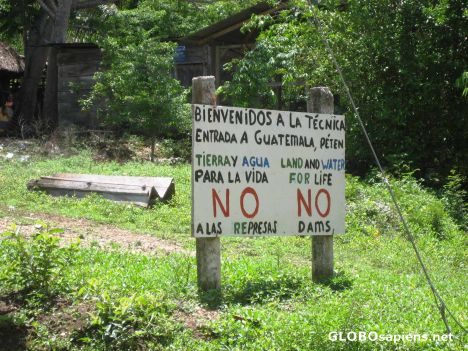 BIENVENIDOS A LA TÉCNICA
ENTRADA A GUATEMALA, PÉTEN
TIERRA Y AGUA LAND AND WATER
PARA LA VIDA FOR LIFE
NO NO
A LAS REPRESAS DAMS.
GLOBOsapiens.net